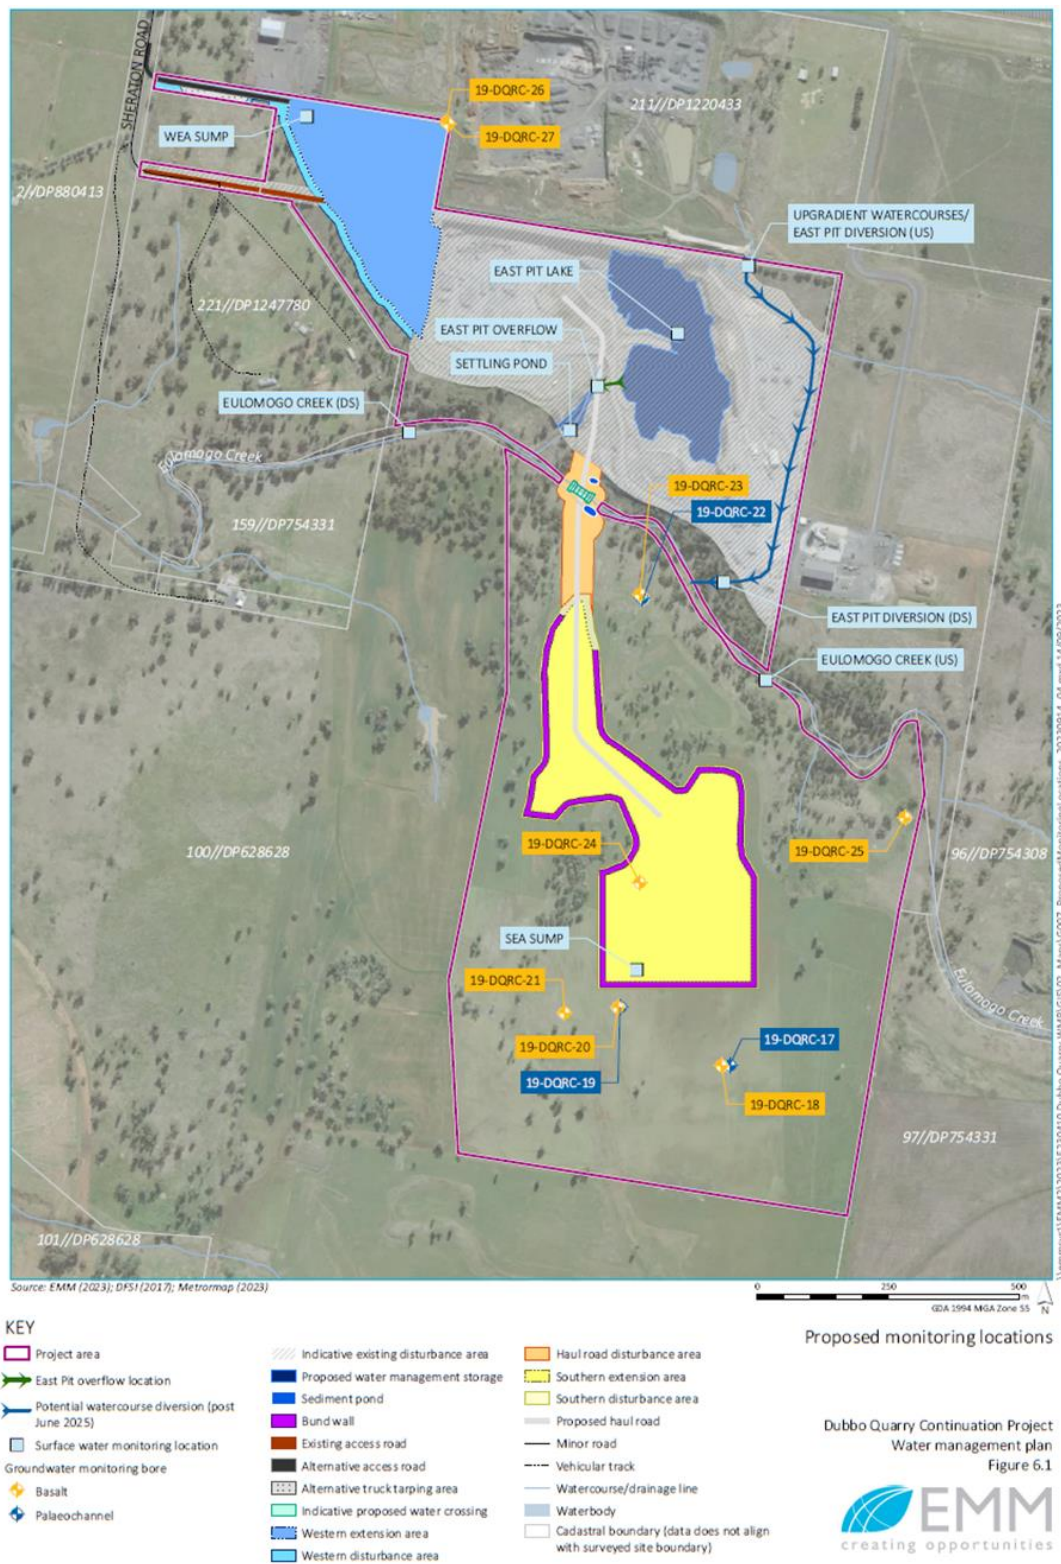 SHERATON ROAD
19-DQRC-26
211//DP1220433
19-DQRC-27
WEA SUMP
2//DP880413
UPGRADIENT WATERCOURSES/
EAST PIT DIVERSION (US)
EAST PIT LAKE
221//DP1247780
EAST PIT OVERFLOW
SETTLING POND
EULOMOGO CREEK (DS)
Eulomogo Creek
19-DQRC-23
19-DQRC-22
159//DP754331
EAST PIT DIVERSION (DS)
EULOMOGO CREEK (US)
19-DQRC-24
19-DQRC-25
100//DP628628
96//DP754308
SEA SUMP
19-DQRC-21
Eulomogo Creek
19-DQRC-20
19-DQRC-17
19-DQRC-19
19-DQRC-18
97//DP754331
101//DP628628
Source: EMM (2023); DFSI (2017); Metromap (2023)
0 250 500
m
GDA 1994 MGA Zone 55 N
KEY
Project area
East Pit overflow location
Potential watercourse diversion (post
June 2025)
Surface water monitoring location
Groundwater monitoring bore
Basalt
Palaeochannel
Indicative existing disturbance area
Proposed water management storage
Sediment pond
Bund wall
Existing access road
Alternative access road
Alternative truck tarping area
Indicative proposed water crossing
Western extension area
Western disturbance area
Haul road disturbance area
Southern extension area
Southern disturbance area
Proposed haul road
Minor road
Vehicular track
Watercourse/drainage line
Waterbody
Cadastral boundary (data does not align
with surveyed site boundary)
Proposed monitoring locations
Dubbo Quarry Continuation Project
Water management plan
Figure 6.1
EMM
creating opportunities